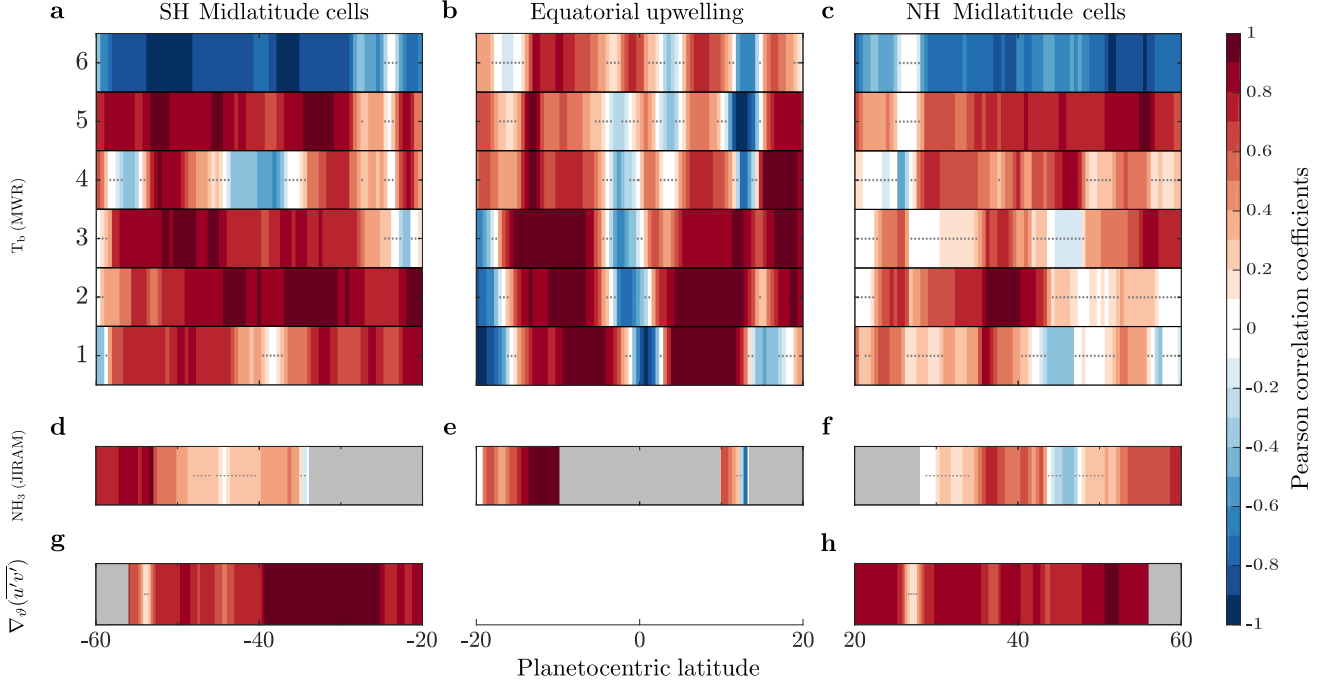 a SH Midlatitude cells
b Equatorial upwelling
c NH Midlatitude cells
T_b (MWR)
6
5
4
3
2
1
d
e
f
NH₃ (JIRAM)
g
h
∇_ϑ(u′v′)
-60 -40 -20
-20 0 20
20 40 60
Planetocentric latitude
1
0.8
0.6
0.4
0.2
0
-0.2
-0.4
-0.6
-0.8
-1
Pearson correlation coefficients